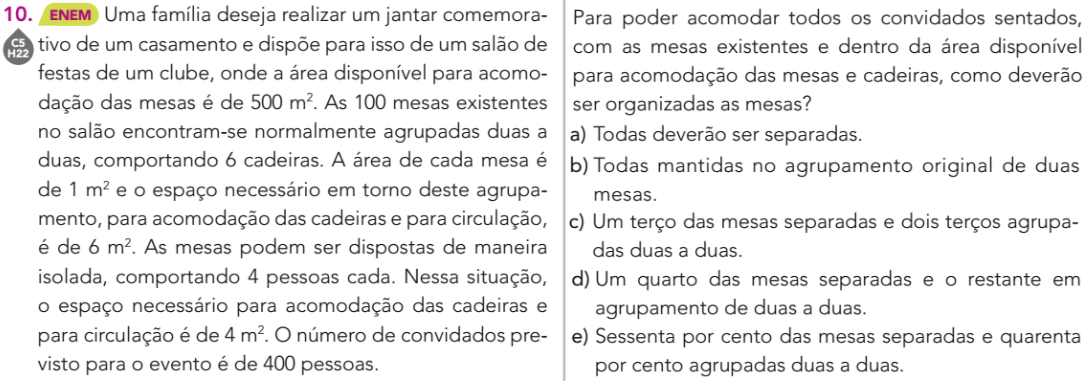 10. ENEM Uma família deseja realizar um jantar comemora-
C5
H22
tivo de um casamento e dispõe para isso de um salão de
festas de um clube, onde a área disponível para acomo-
dação das mesas é de 500 m². As 100 mesas existentes
no salão encontram-se normalmente agrupadas duas a
duas, comportando 6 cadeiras. A área de cada mesa é
de 1 m² e o espaço necessário em torno deste agrupa-
mento, para acomodação das cadeiras e para circulação,
é de 6 m². As mesas podem ser dispostas de maneira
isolada, comportando 4 pessoas cada. Nessa situação,
o espaço necessário para acomodação das cadeiras e
para circulação é de 4 m². O número de convidados pre-
visto para o evento é de 400 pessoas.
Para poder acomodar todos os convidados sentados,
com as mesas existentes e dentro da área disponível
para acomodação das mesas e cadeiras, como deverão
ser organizadas as mesas?
a) Todas deverão ser separadas.
b) Todas mantidas no agrupamento original de duas
mesas.
c) Um terço das mesas separadas e dois terços agrupa-
das duas a duas.
d) Um quarto das mesas separadas e o restante em
agrupamento de duas a duas.
e) Sessenta por cento das mesas separadas e quarenta
por cento agrupadas duas a duas.